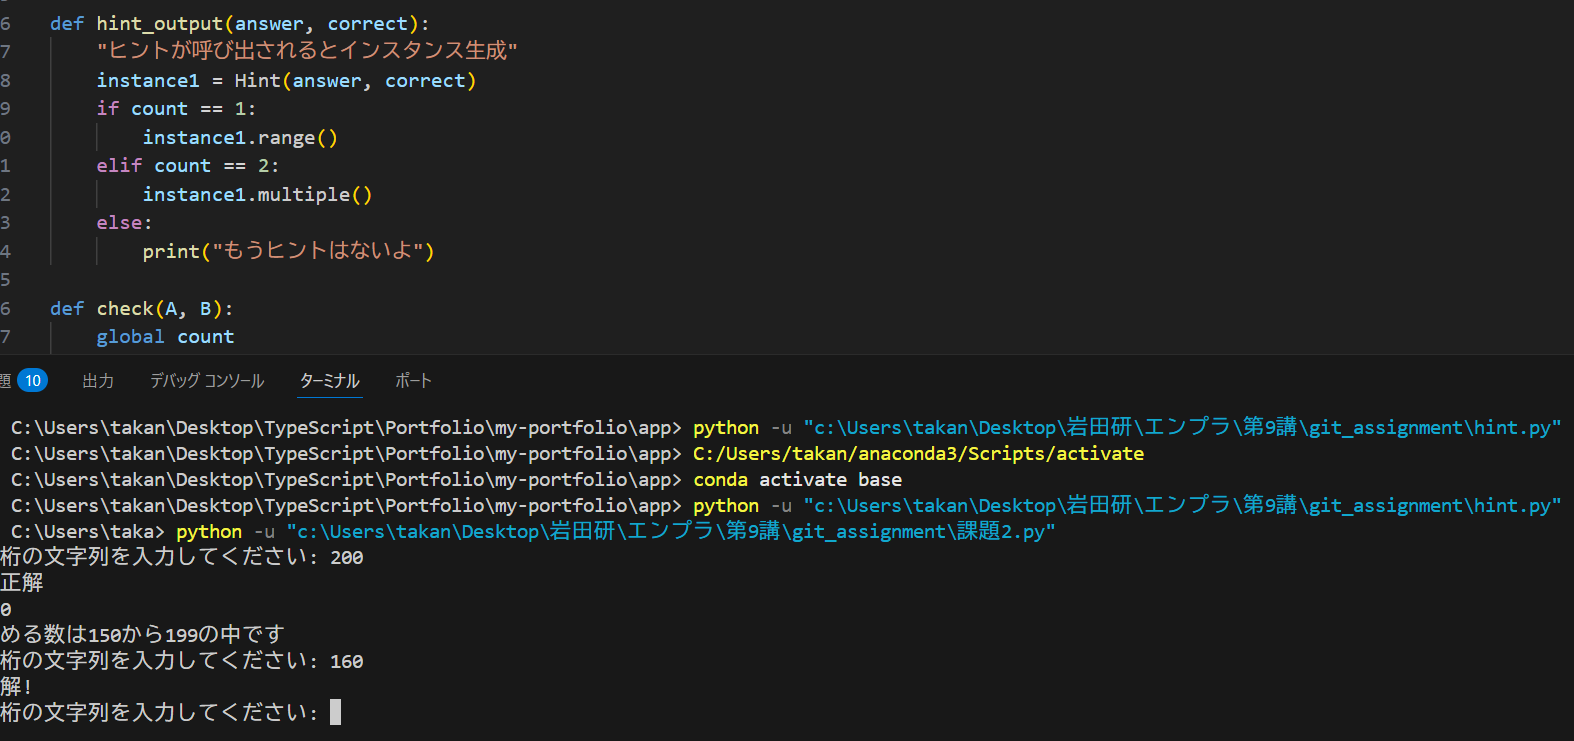 6 def hint_output(answer, correct):
7 "ヒントが呼び出されるとインスタンス生成"
8 instance1 = Hint(answer, correct)
9 if count == 1:
0 instance1.range()
1 elif count == 2:
2 instance1.multiple()
3 else:
4 print("もうヒントはないよ")
5
6 def check(A, B):
7 global count
題 10 出力 デバッグ コンソール ターミナル ポート
C:\Users\takan\Desktop\TypeScript\Portfolio\my-portfolio\app> python -u "c:\Users\takan\Desktop\岩田研\エンプラ\第9講\git_assignment\hint.py"
C:\Users\takan\Desktop\TypeScript\Portfolio\my-portfolio\app> C:/Users/takan/anaconda3/Scripts/activate
C:\Users\takan\Desktop\TypeScript\Portfolio\my-portfolio\app> conda activate base
C:\Users\takan\Desktop\TypeScript\Portfolio\my-portfolio\app> python -u "c:\Users\takan\Desktop\岩田研\エンプラ\第9講\git_assignment\hint.py"
C:\Users\taka> python -u "c:\Users\takan\Desktop\岩田研\エンプラ\第9講\git_assignment\課題2.py"
桁の文字列を入力してください: 200
正解
0
める数は150から199の中です
桁の文字列を入力してください: 160
解!
桁の文字列を入力してください: